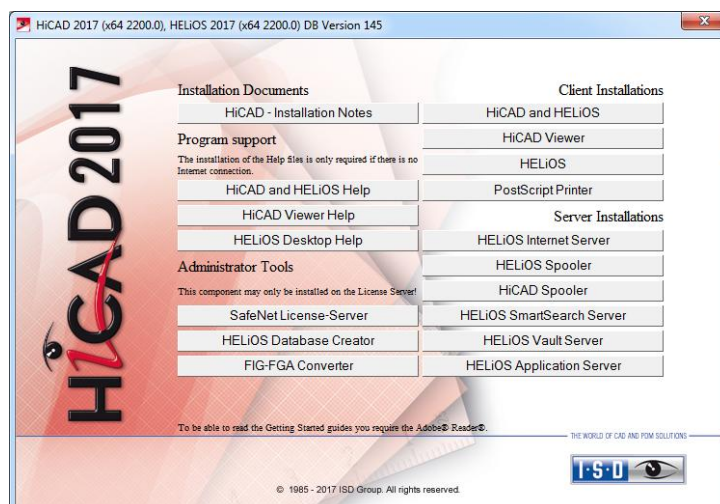 HiCAD 2017 (x64 2200.0), HELiOS 2017 (x64 2200.0) DB Version 145
HiCAD 2017
Installation Documents
HiCAD - Installation Notes
Program support
The installation of the Help files is only required if there is no
Internet connection.
HiCAD and HELiOS Help
HiCAD Viewer Help
HELiOS Desktop Help
Administrator Tools
This component may only be installed on the License Server!
SafeNet License-Server
HELiOS Database Creator
FIG-FGA Converter
Client Installations
HiCAD and HELiOS
HiCAD Viewer
HELiOS
PostScript Printer
Server Installations
HELiOS Internet Server
HELiOS Spooler
HiCAD Spooler
HELiOS SmartSearch Server
HELiOS Vault Server
HELiOS Application Server
To be able to read the Getting Started guides you require the Adobe® Reader®.
THE WORLD OF CAD AND PDM SOLUTIONS
I·S·D
© 1985 - 2017 ISD Group. All rights reserved.